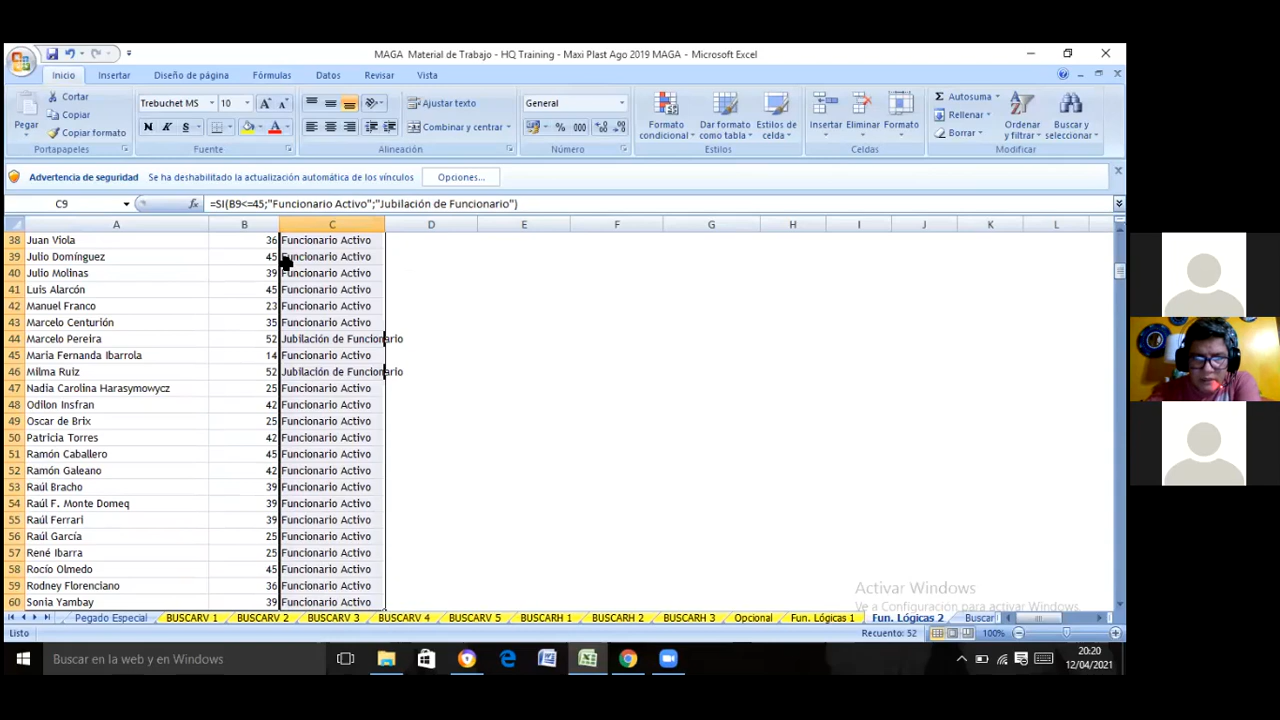 MAGA Material de Trabajo - HQ Training - Maxi Plast Ago 2019 MAGA - Microsoft Excel
Inicio Insertar Diseño de página Fórmulas Datos Revisar Vista
Pegar Cortar Copiar Copiar formato
Trebuchet MS 10 N K S
Ajustar texto Combinar y centrar
General % 000
Formato condicional Dar formato como tabla Estilos de celda
Insertar Eliminar Formato
Σ Autosuma Rellenar Borrar
Ordenar y filtrar Buscar y seleccionar
Portapapeles Fuente Alineación Número Estilos Celdas Modificar
Advertencia de seguridad Se ha deshabilitado la actualización automática de los vínculos Opciones...
C9 fx =SI(B9<=45;"Funcionario Activo";"Jubilación de Funcionario")
A B C D E F G H I J K L
38 Juan Viola 36 Funcionario Activo
39 Julio Domínguez 45 Funcionario Activo
40 Julio Molinas 39 Funcionario Activo
41 Luis Alarcón 45 Funcionario Activo
42 Manuel Franco 23 Funcionario Activo
43 Marcelo Centurión 35 Funcionario Activo
44 Marcelo Pereira 52 Jubilación de Funcionario
45 Maria Fernanda Ibarrola 14 Funcionario Activo
46 Milma Ruiz 52 Jubilación de Funcionario
47 Nadia Carolina Harasymowycz 25 Funcionario Activo
48 Odilon Insfran 42 Funcionario Activo
49 Oscar de Brix 25 Funcionario Activo
50 Patricia Torres 42 Funcionario Activo
51 Ramón Caballero 45 Funcionario Activo
52 Ramón Galeano 42 Funcionario Activo
53 Raúl Bracho 39 Funcionario Activo
54 Raúl F. Monte Domeq 39 Funcionario Activo
55 Raúl Ferrari 39 Funcionario Activo
56 Raúl García 25 Funcionario Activo
57 René Ibarra 25 Funcionario Activo
58 Rocío Olmedo 45 Funcionario Activo
59 Rodney Florenciano 36 Funcionario Activo
60 Sonia Yambay 39 Funcionario Activo
Activar Windows
Ve a Configuración para activar Windows.
Pegado Especial BUSCARV 1 BUSCARV 2 BUSCARV 3 BUSCARV 4 BUSCARV 5 BUSCARH 1 BUSCARH 2 BUSCARH 3 Opcional Fun. Lógicas 1 Fun. Lógicas 2 Buscar
Listo Recuento: 52 100%
Buscar en la web y en Windows
20:20
12/04/2021